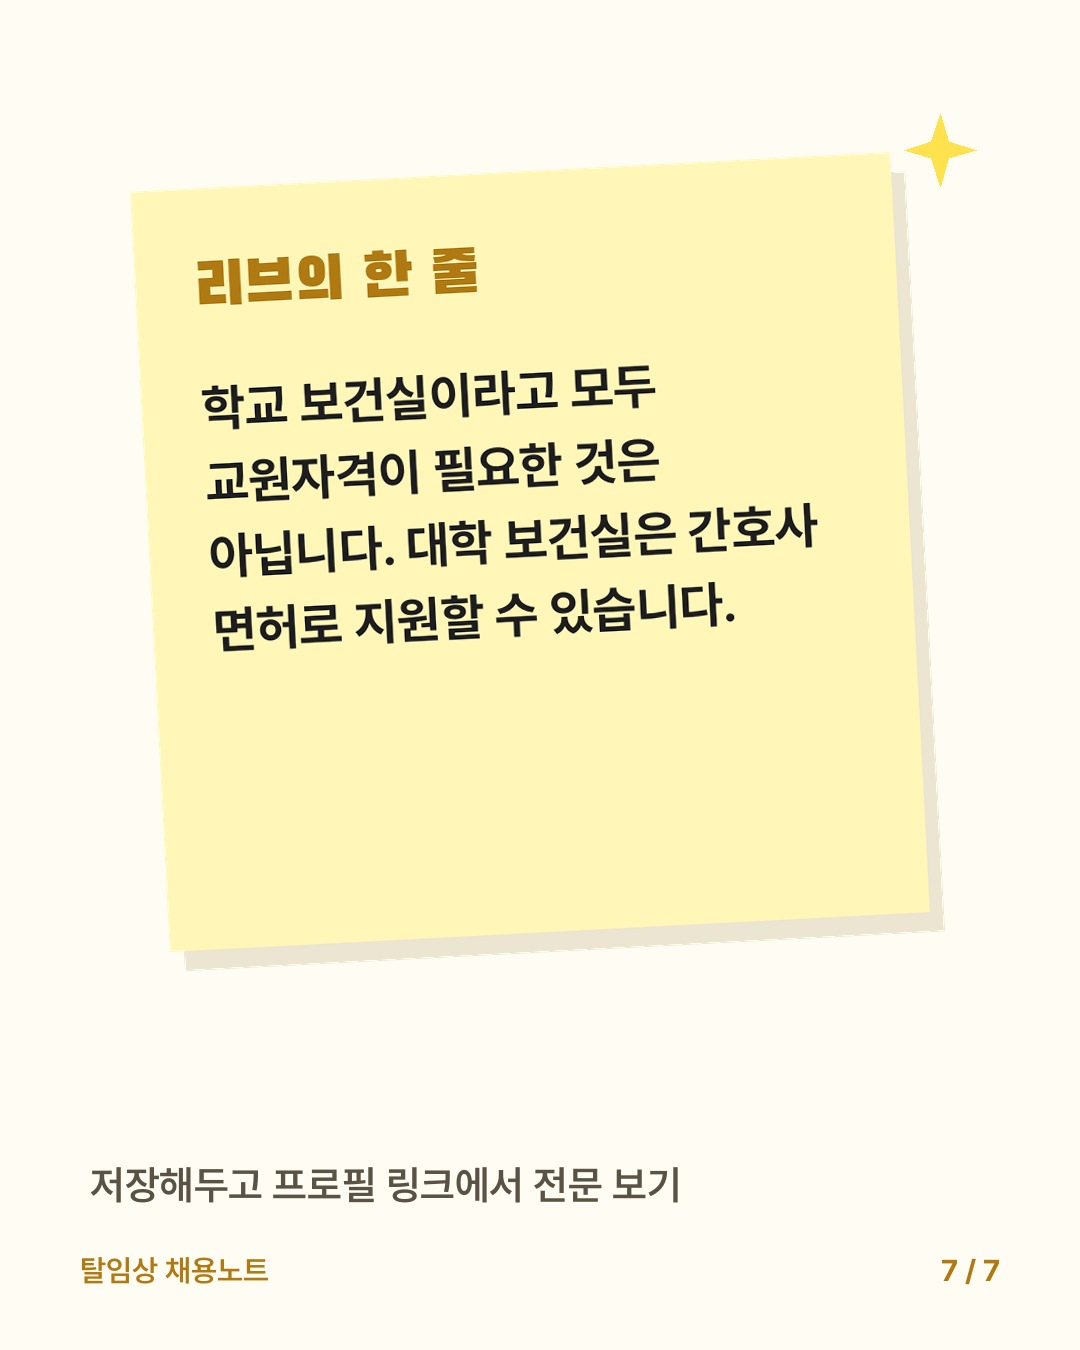 리브의 한 줄
학교 보건실이라고 모두
교원자격이 필요한 것은
아닙니다. 대학 보건실은 간호사
면허로 지원할 수 있습니다.
저장해두고 프로필 링크에서 전문 보기
탈임상 채용노트
7 / 7